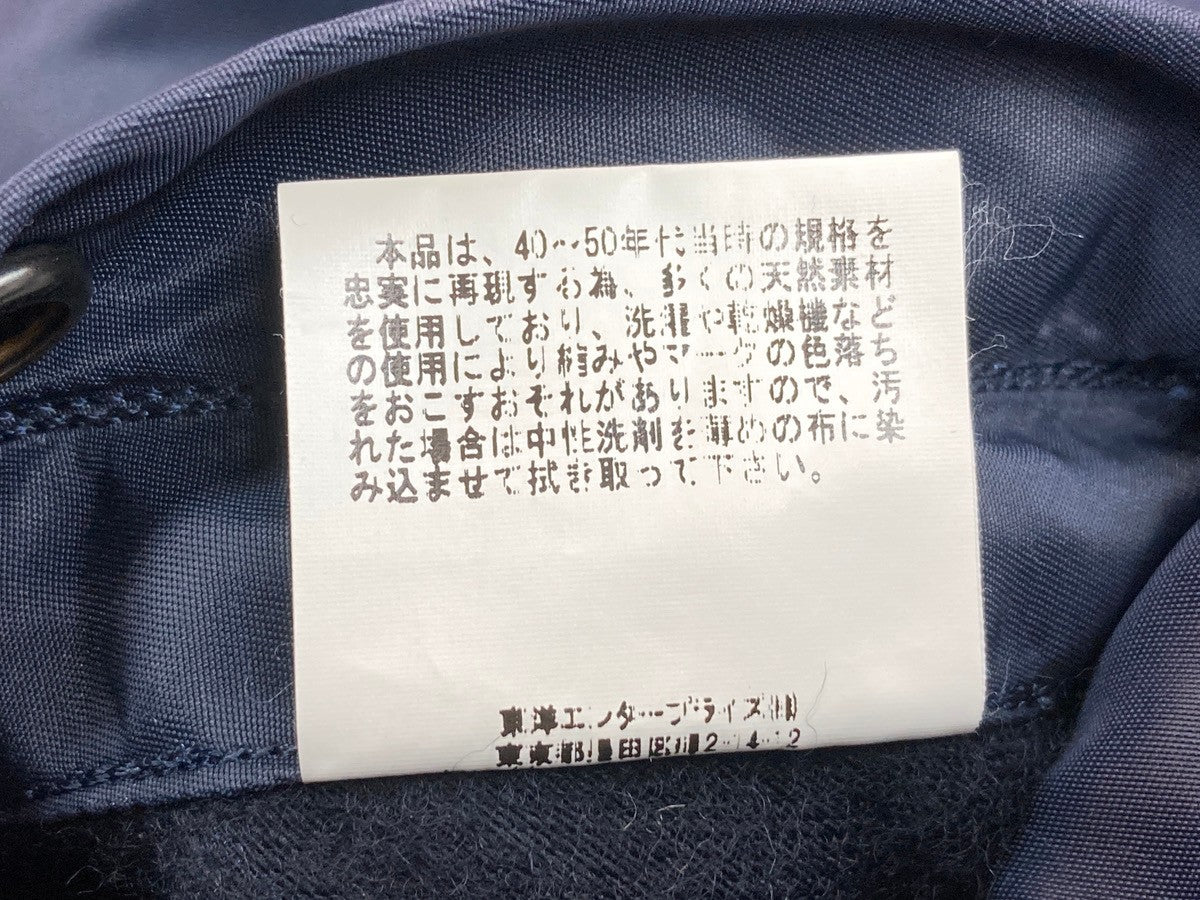 本品は、40〜50年代当時の規格を
忠実に再現する為、多くの天然素材
を使用しており、洗濯や乾燥機など
の使用により縮みやマークの色落ち
をおこすおそれがありますので、汚
れた場合は中性洗剤を薄めの布に染
み込ませて拭き取って下さい。
東洋エンタープライズ㈱
東京都墨田区 2-4-2